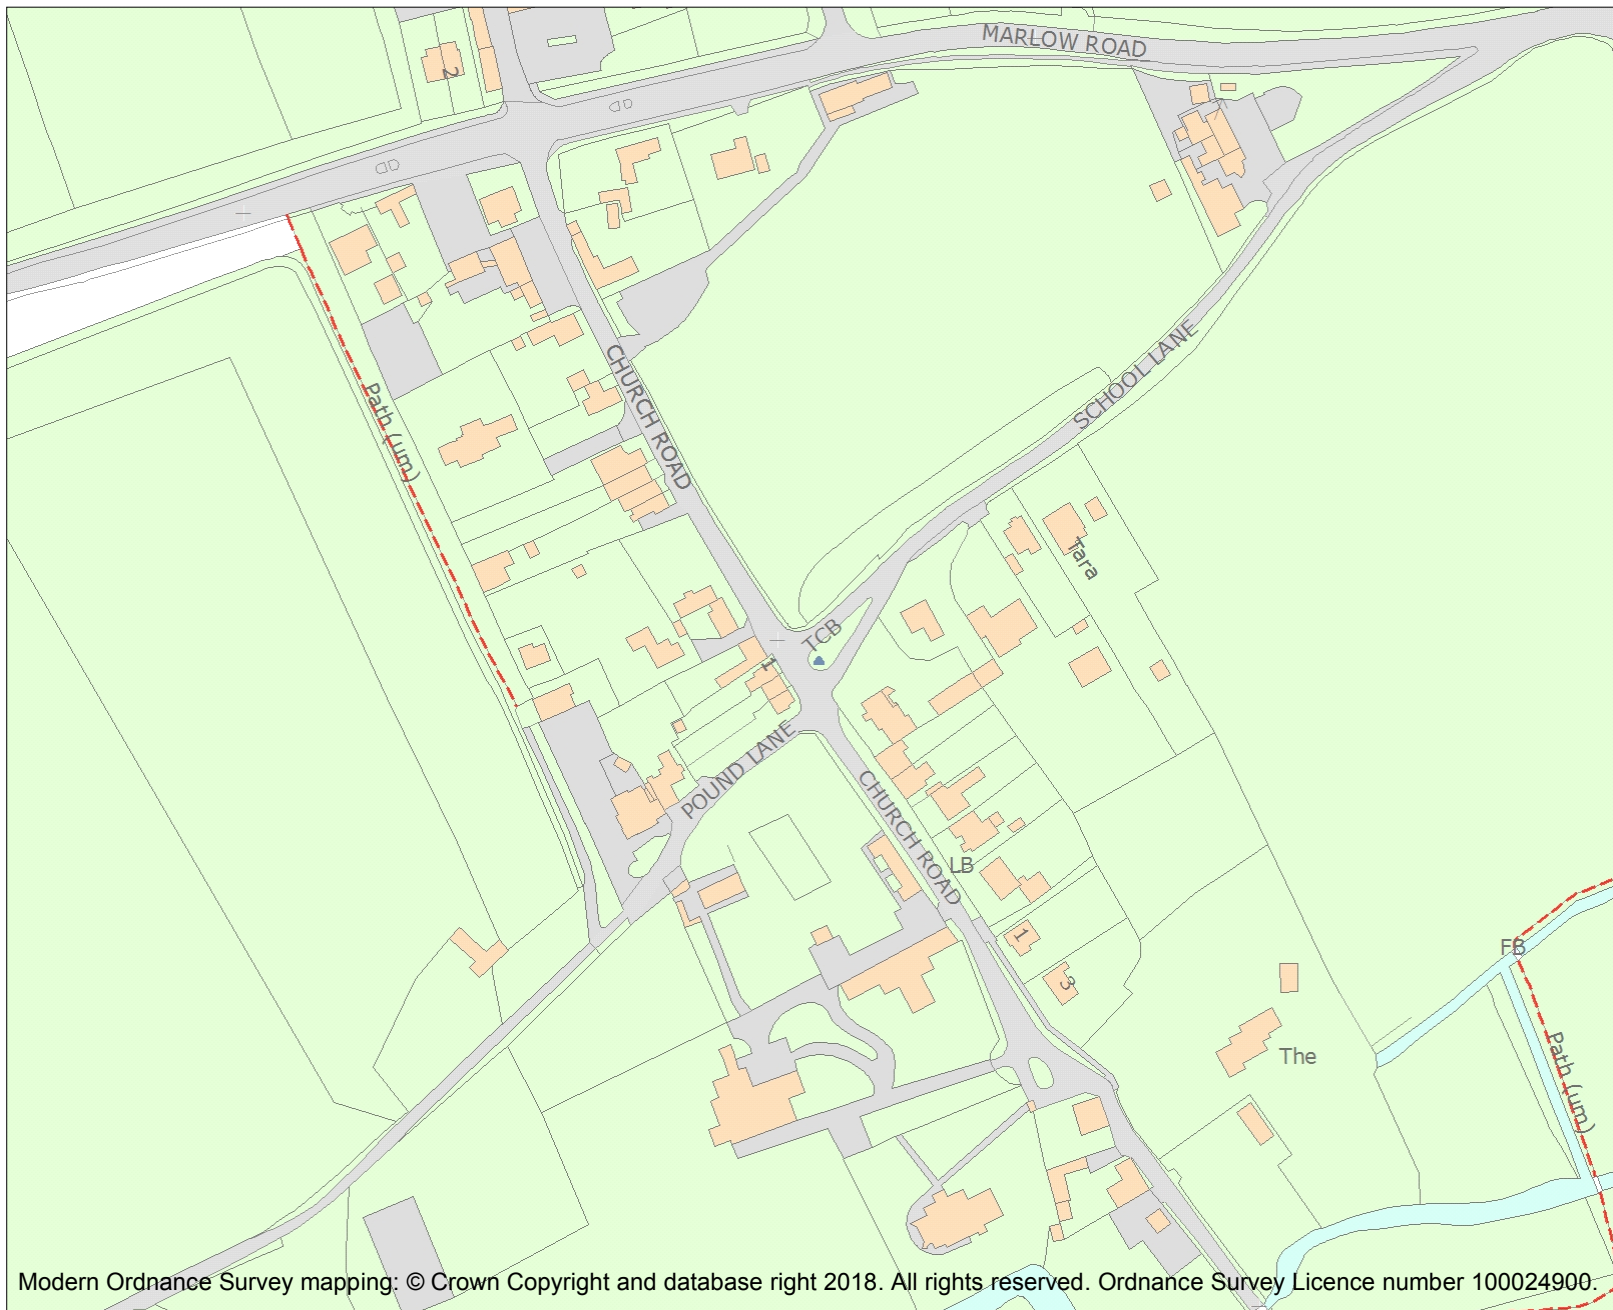 MARLOW ROAD
2
CHURCH ROAD
SCHOOL LANE
Path (um)
Tara
TCB
1
POUND LANE
CHURCH ROAD
LB
1
3
FB
The
Path (um)
Modern Ordnance Survey mapping: © Crown Copyright and database right 2018. All rights reserved. Ordnance Survey Licence number 100024900.